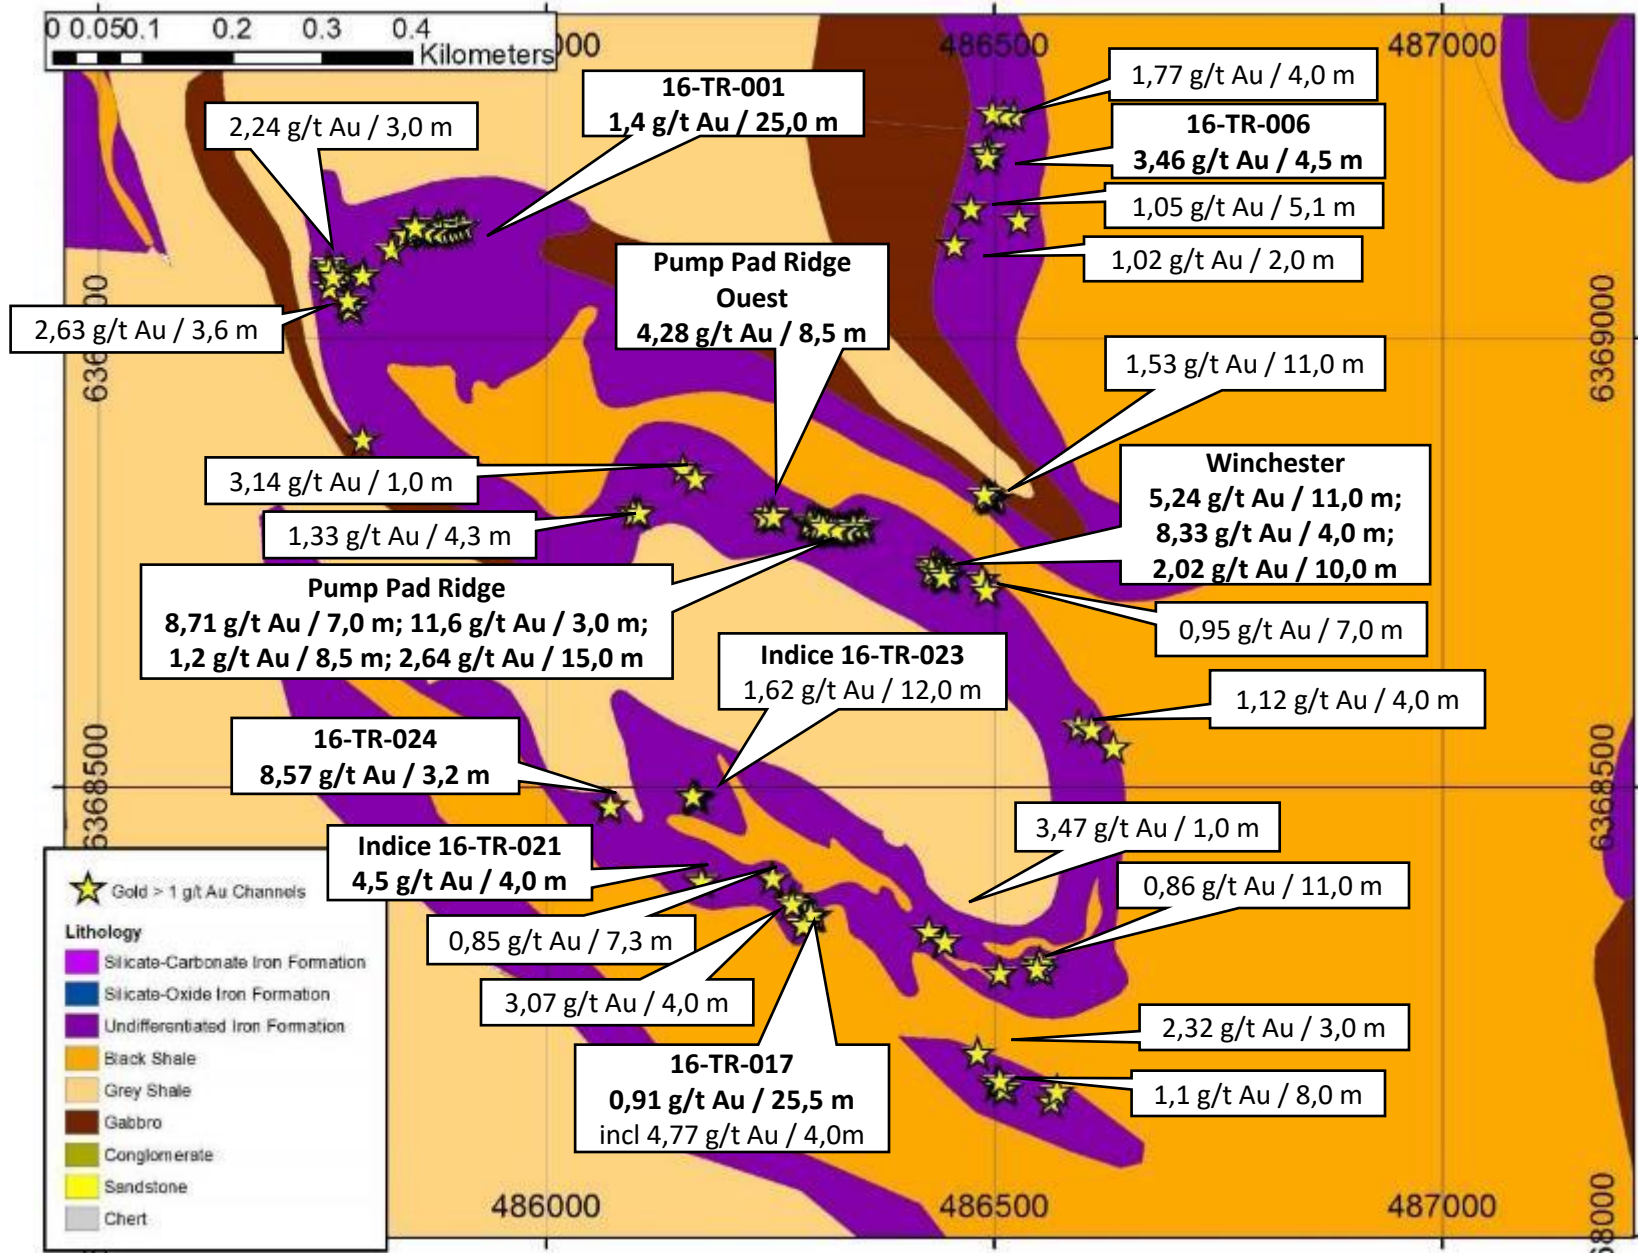 0 0.050.1 0.2 0.3 0.4
Kilometers
000
486500
487000
1,77 g/t Au / 4,0 m
16-TR-001
1,4 g/t Au / 25,0 m
2,24 g/t Au / 3,0 m
16-TR-006
3,46 g/t Au / 4,5 m
1,05 g/t Au / 5,1 m
1,02 g/t Au / 2,0 m
Pump Pad Ridge
Ouest
4,28 g/t Au / 8,5 m
2,63 g/t Au / 3,6 m
6369000
1,53 g/t Au / 11,0 m
3,14 g/t Au / 1,0 m
Winchester
5,24 g/t Au / 11,0 m;
8,33 g/t Au / 4,0 m;
2,02 g/t Au / 10,0 m
1,33 g/t Au / 4,3 m
Pump Pad Ridge
8,71 g/t Au / 7,0 m; 11,6 g/t Au / 3,0 m;
1,2 g/t Au / 8,5 m; 2,64 g/t Au / 15,0 m
0,95 g/t Au / 7,0 m
Indice 16-TR-023
1,62 g/t Au / 12,0 m
1,12 g/t Au / 4,0 m
16-TR-024
8,57 g/t Au / 3,2 m
6368500
6368500
3,47 g/t Au / 1,0 m
Indice 16-TR-021
4,5 g/t Au / 4,0 m
0,86 g/t Au / 11,0 m
0,85 g/t Au / 7,3 m
3,07 g/t Au / 4,0 m
2,32 g/t Au / 3,0 m
16-TR-017
0,91 g/t Au / 25,5 m
incl 4,77 g/t Au / 4,0m
1,1 g/t Au / 8,0 m
Gold > 1 g/t Au Channels
Lithology
Silicate-Carbonate Iron Formation
Silicate-Oxide Iron Formation
Undifferentiated Iron Formation
Black Shale
Grey Shale
Gabbro
Conglomerate
Sandstone
Chert
486000
486500
487000
68000